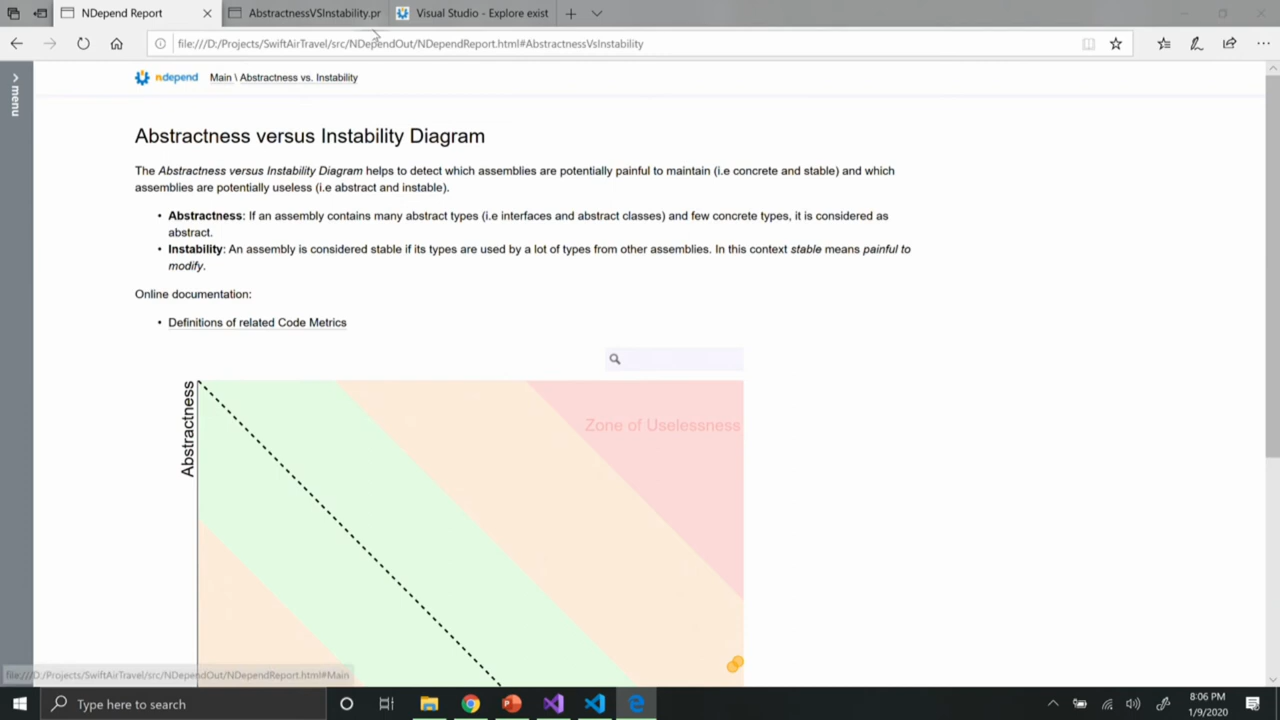 NDepend Report
AbstractnessVSInstability.pr
Visual Studio - Explore exist
file:///D:/Projects/SwiftAirTravel/src/NDependOut/NDependReport.html#AbstractnessVsInstability
menu
ndepend
Main \ Abstractness vs. Instability
Abstractness versus Instability Diagram
The Abstractness versus Instability Diagram helps to detect which assemblies are potentially painful to maintain (i.e concrete and stable) and which
assemblies are potentially useless (i.e abstract and instable).
• Abstractness: If an assembly contains many abstract types (i.e interfaces and abstract classes) and few concrete types, it is considered as
abstract.
• Instability: An assembly is considered stable if its types are used by a lot of types from other assemblies. In this context stable means painful to
modify.
Online documentation:
• Definitions of related Code Metrics
Abstractness
Zone of Uselessness
file:///D:/Projects/SwiftAirTravel/src/NDependOut/NDependReport.html#Main
Type here to search
8:06 PM
1/9/2020